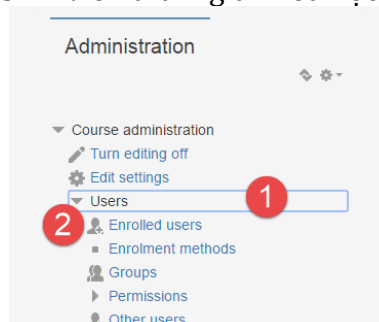 Administration
Course administration
Turn editing off
Edit settings
Users
1
2
Enrolled users
Enrolment methods
Groups
Permissions
Other users